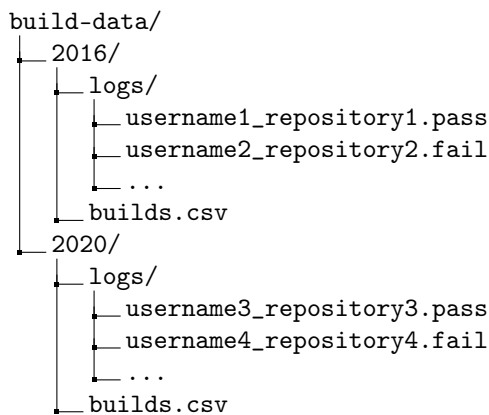 build-data/
2016/
logs/
username1_repository1.pass
username2_repository2.fail
...
builds.csv
2020/
logs/
username3_repository3.pass
username4_repository4.fail
...
builds.csv